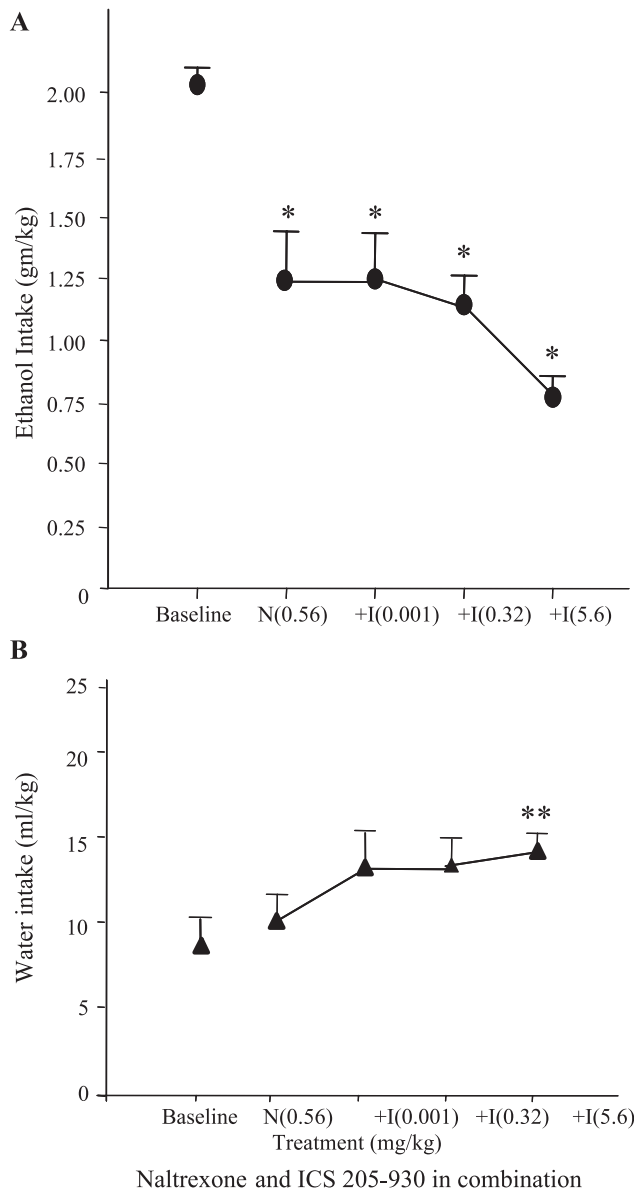 A
Ethanol Intake (gm/kg)
2.00
1.75
1.50
1.25
1.00
0.75
0.50
0.25
0
*
*
*
*
Baseline N(0.56) +I(0.001) +I(0.32) +I(5.6)
B
Water intake (ml/kg)
25
20
15
10
5
0
**
Baseline N(0.56) +I(0.001) +I(0.32) +I(5.6)
Treatment (mg/kg)
Naltrexone and ICS 205-930 in combination